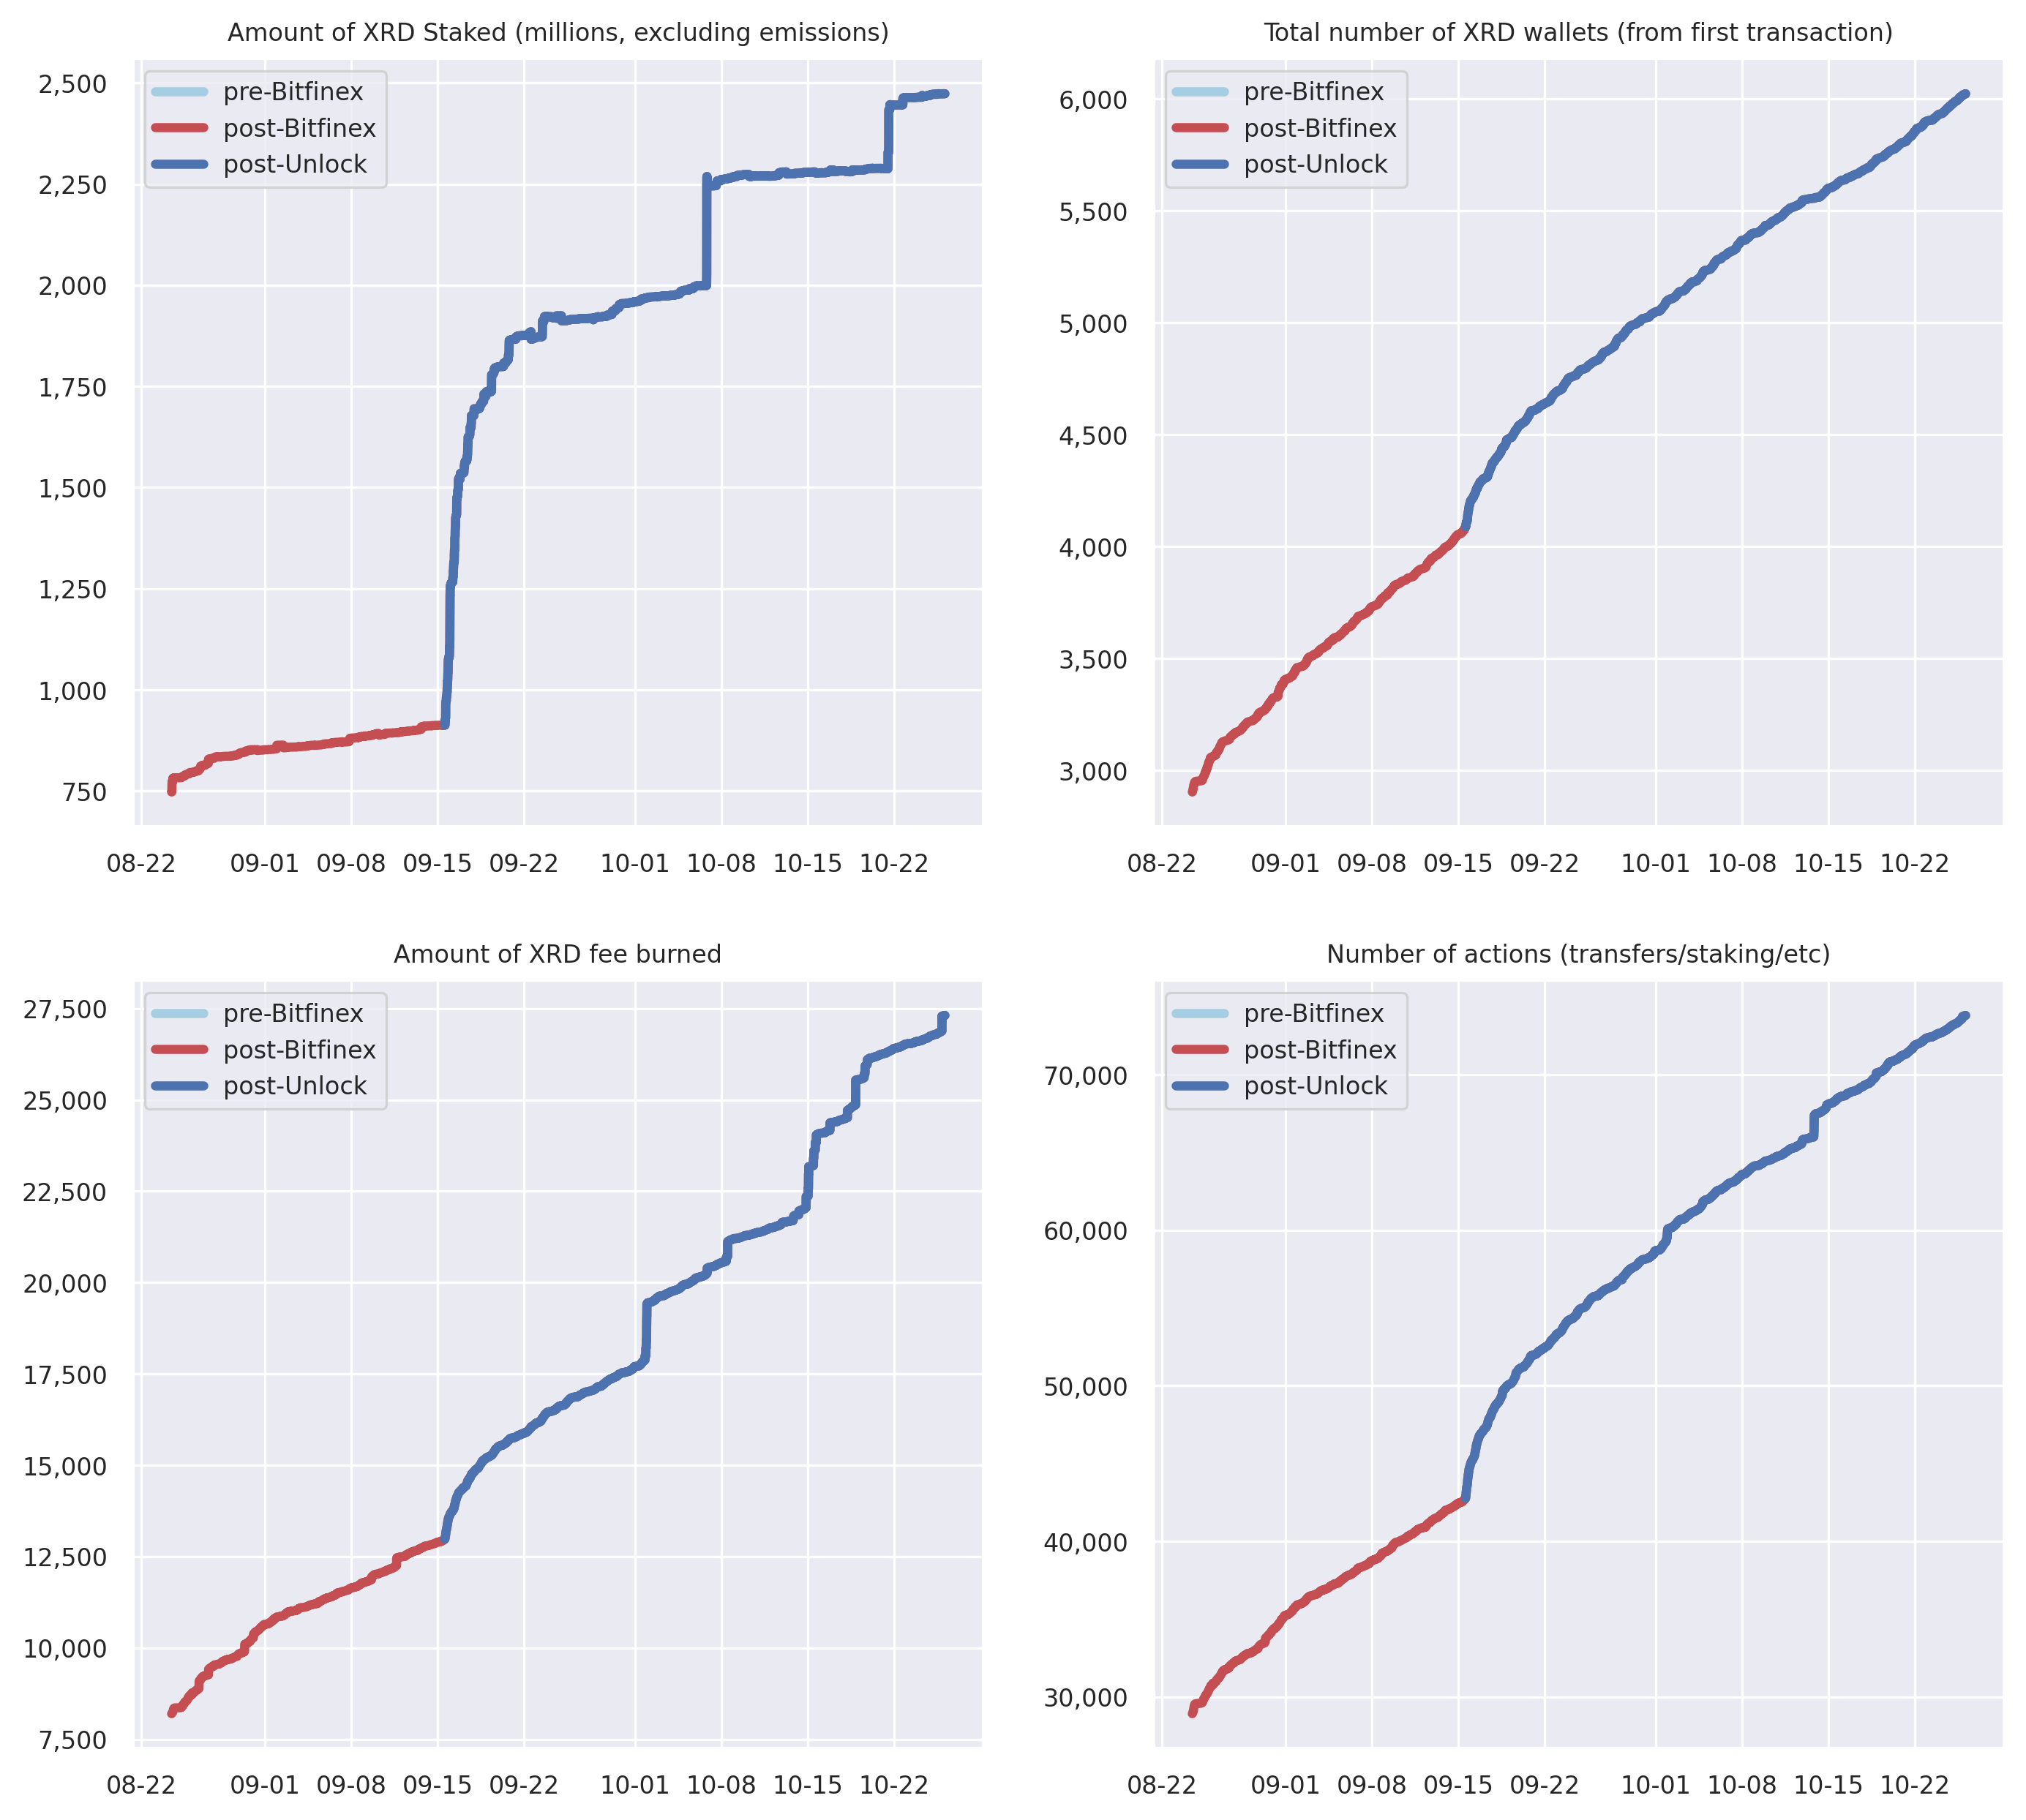 Amount of XRD Staked (millions, excluding emissions)
pre-Bitfinex
post-Bitfinex
post-Unlock
2,500
2,250
2,000
1,750
1,500
1,250
1,000
750
08-22 09-01 09-08 09-15 09-22 10-01 10-08 10-15 10-22
Total number of XRD wallets (from first transaction)
pre-Bitfinex
post-Bitfinex
post-Unlock
6,000
5,500
5,000
4,500
4,000
3,500
3,000
08-22 09-01 09-08 09-15 09-22 10-01 10-08 10-15 10-22
Amount of XRD fee burned
pre-Bitfinex
post-Bitfinex
post-Unlock
27,500
25,000
22,500
20,000
17,500
15,000
12,500
10,000
7,500
08-22 09-01 09-08 09-15 09-22 10-01 10-08 10-15 10-22
Number of actions (transfers/staking/etc)
pre-Bitfinex
post-Bitfinex
post-Unlock
70,000
60,000
50,000
40,000
30,000
08-22 09-01 09-08 09-15 09-22 10-01 10-08 10-15 10-22